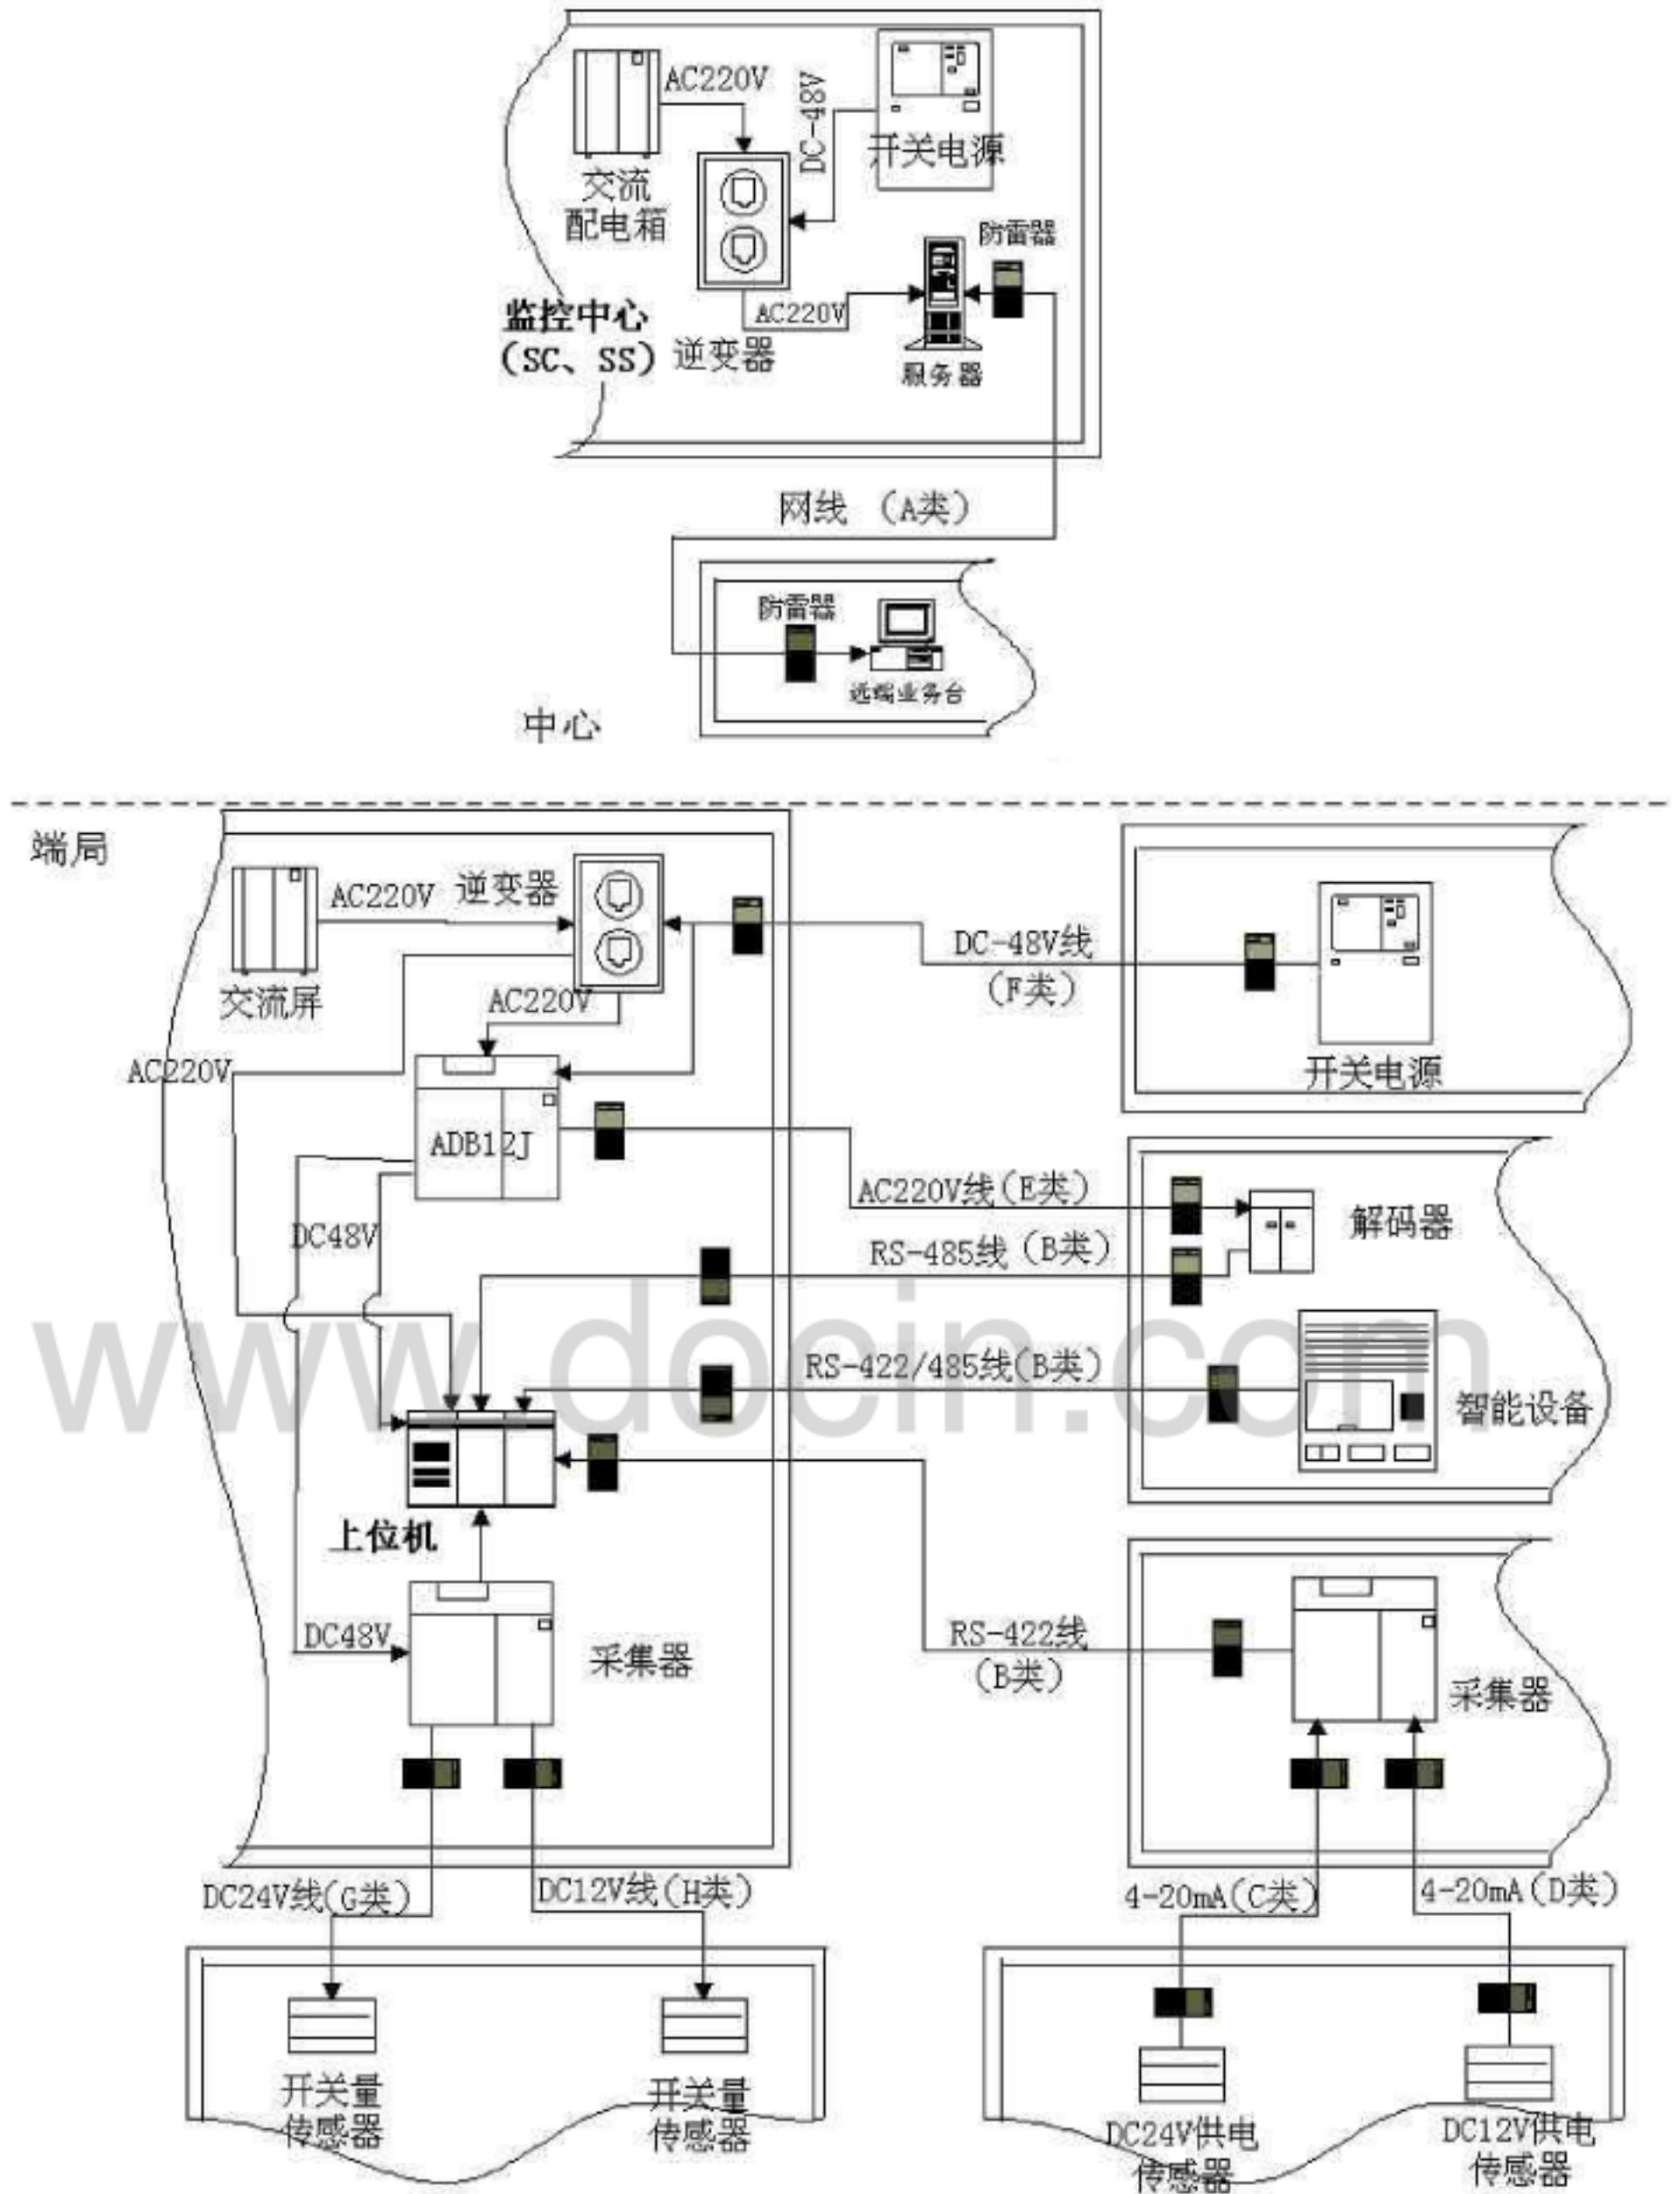 AC220V
DC-48V
开关电源
交流
配电箱
防雷器
监控中心
（SC、SS）
AC220V
逆变器
服务器
网线 （A类）
防雷器
远端业务台
中心
端局
AC220V
逆变器
交流屏
AC220V
DC-48V线
（F类）
开关电源
AC220V
ADB12J
AC220V线(E类)
解码器
DC48V
RS-485线（B类）
www.docin.com
RS-422/485线(B类)
智能设备
上位机
DC48V
采集器
RS-422线
(B类)
采集器
DC24V线(G类)
DC12V线(H类)
4-20mA(C类)
4-20mA(D类)
开关量
传感器
开关量
传感器
DC24V供电
传感器
DC12V供电
传感器